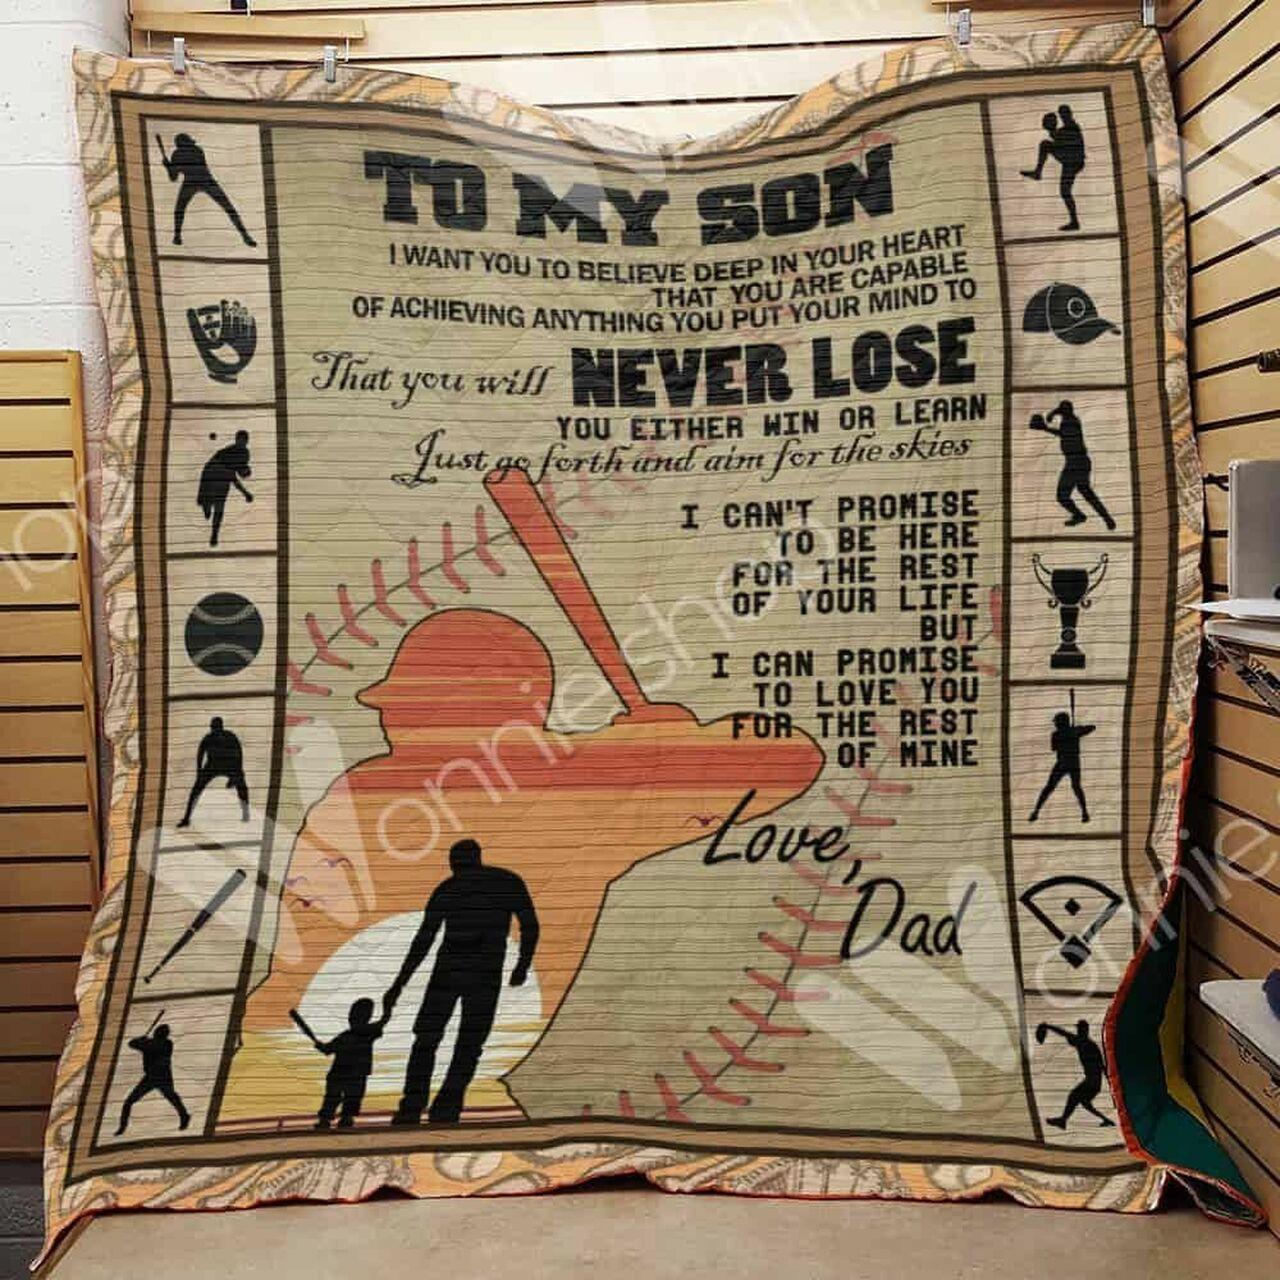 TO MY SON
I WANT YOU TO BELIEVE DEEP IN YOUR HEART
THAT YOU ARE CAPABLE
OF ACHIEVING ANYTHING YOU PUT YOUR MIND TO
That you will NEVER LOSE
YOU EITHER WIN OR LEARN
Just go forth and aim for the skies
I CAN'T PROMISE
TO BE HERE
FOR THE REST
OF YOUR LIFE
BUT
I CAN PROMISE
TO LOVE YOU
FOR THE REST
OF MINE
Love,
Dad
Wonnie shop
Wonnie